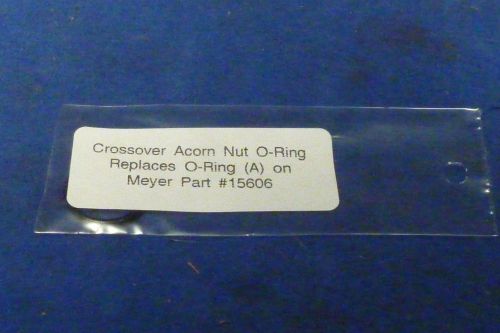 Crossover Acorn Nut O-Ring
Replaces O-Ring (A) on
Meyer Part #15606